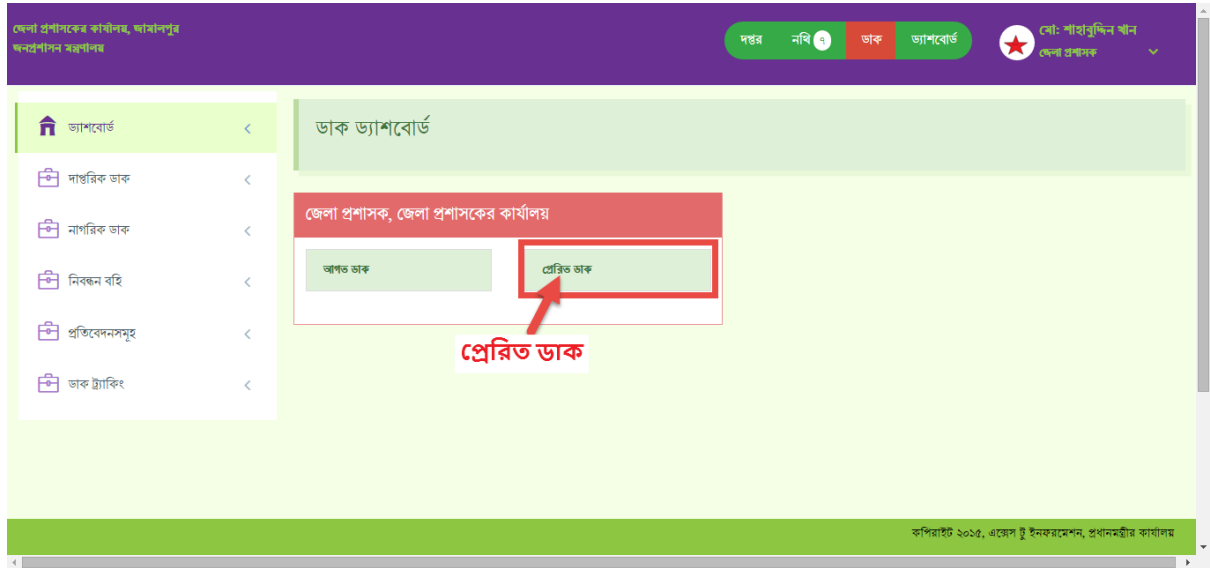 জেলা প্রশাসকের কার্যালয়, জামালপুর
জনপ্রশাসন মন্ত্রণালয়
দপ্তর নথি ৭ ডাক ড্যাশবোর্ড
মো: শাহাবুদ্দিন খান
জেলা প্রশাসক
ড্যাশবোর্ড
দাপ্তরিক ডাক
নাগরিক ডাক
নিবন্ধন বহি
প্রতিবেদনসমূহ
ডাক ট্র্যাকিং
ডাক ড্যাশবোর্ড
জেলা প্রশাসক, জেলা প্রশাসকের কার্যালয়
আগত ডাক প্রেরিত ডাক
প্রেরিত ডাক
কপিরাইট ২০১৫, এক্সেস টু ইনফরমেশন, প্রধানমন্ত্রীর কার্যালয়